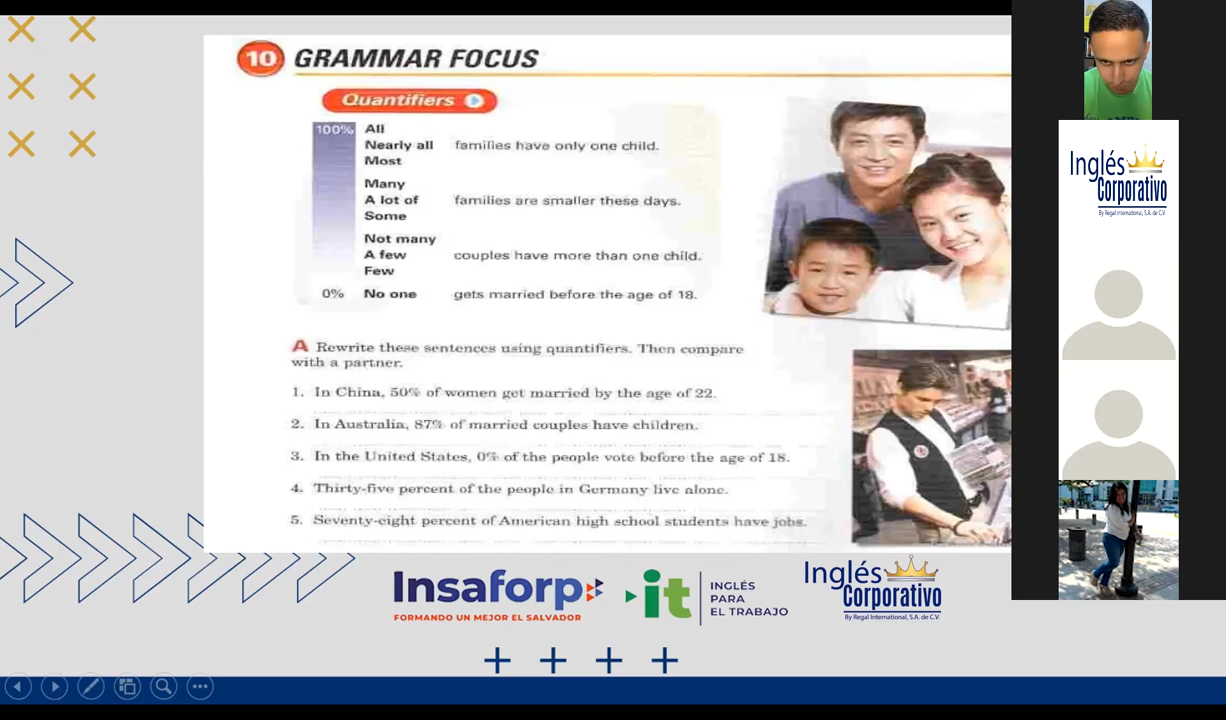 10 GRAMMAR FOCUS
Quantifiers
100% All
Nearly all families have only one child.
Most
Many
A lot of families are smaller these days.
Some
Not many
A few couples have more than one child.
Few
0% No one gets married before the age of 18.
A Rewrite these sentences using quantifiers. Then compare
with a partner.
1. In China, 50% of women get married by the age of 22.
2. In Australia, 87% of married couples have children.
3. In the United States, 0% of the people vote before the age of 18.
4. Thirty-five percent of the people in Germany live alone.
5. Seventy-eight percent of American high school students have jobs.
Insaforp
FORMANDO UN MEJOR EL SALVADOR
it
INGLÉS
PARA
EL TRABAJO
Inglés
Corporativo
By Regal International, S.A. de C.V.
Inglés
Corporativo
By Regal International, S.A. de C.V.